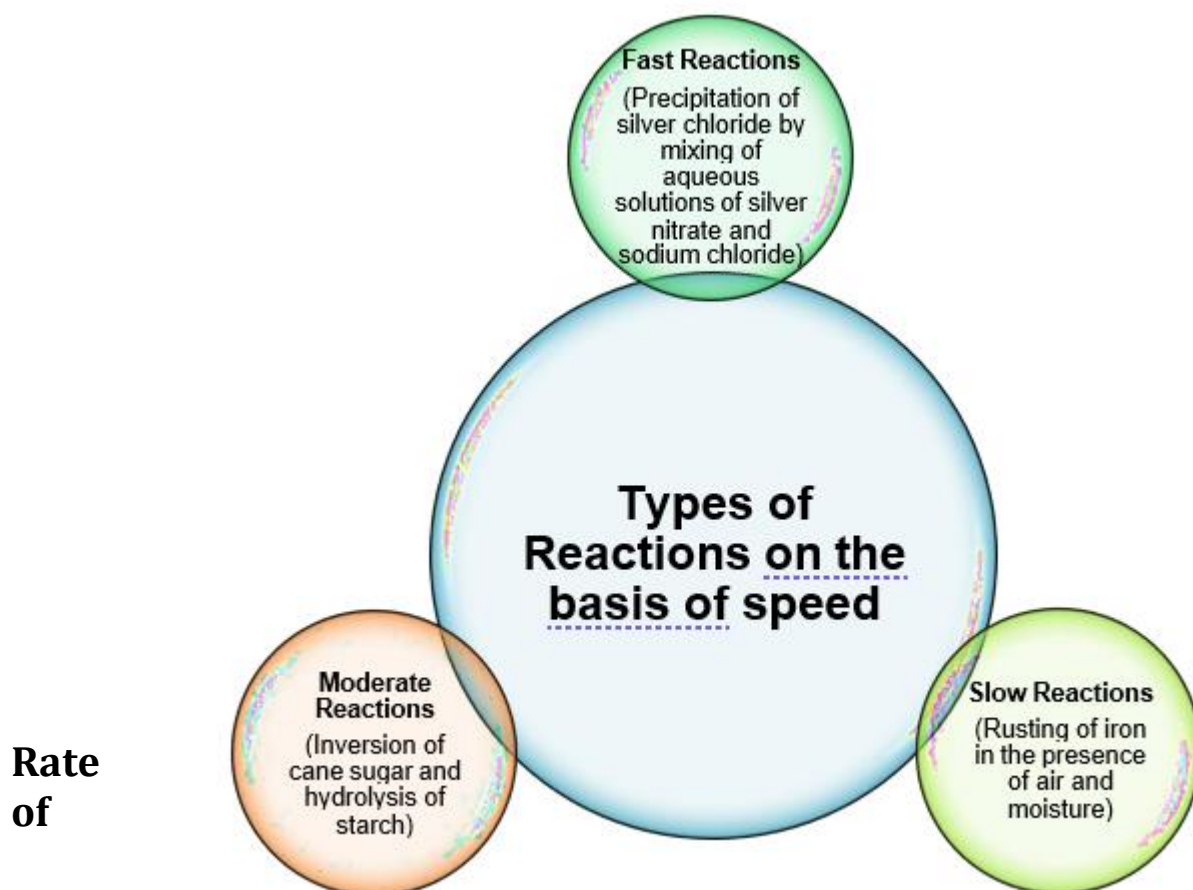 Fast Reactions
(Precipitation of
silver chloride by
mixing of
aqueous
solutions of silver
nitrate and
sodium chloride)
Types of
Reactions on the
basis of speed
Moderate
Reactions
(Inversion of
cane sugar and
hydrolysis of
starch)
Slow Reactions
(Rusting of iron
in the presence
of air and
moisture)
Rate
of